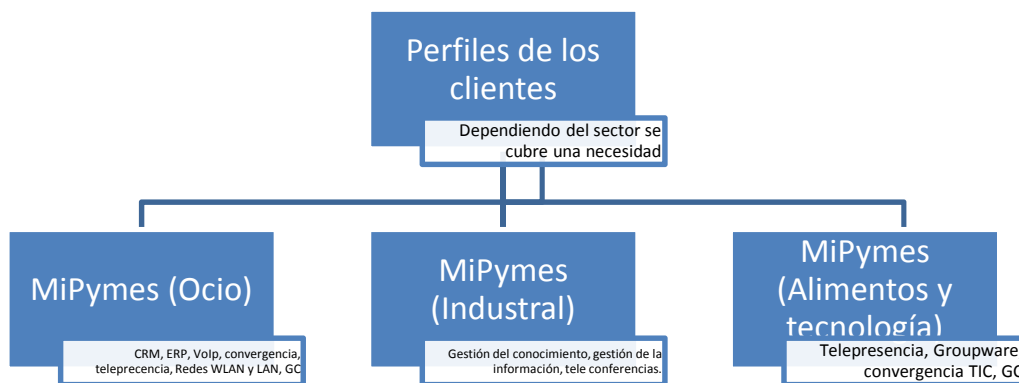 Perfiles de los
clientes
Dependiendo del sector se
cubre una necesidad
MiPymes (Ocio)
CRM, ERP, VoIp, convergencia,
teleprecencia, Redes WLAN y LAN, GC
MiPymes
(Industral)
Gestión del conocimiento, gestión de la
información, tele conferencias.
MiPymes
(Alimentos y
tecnología)
Telepresencia, Groupware,
convergencia TIC, GC